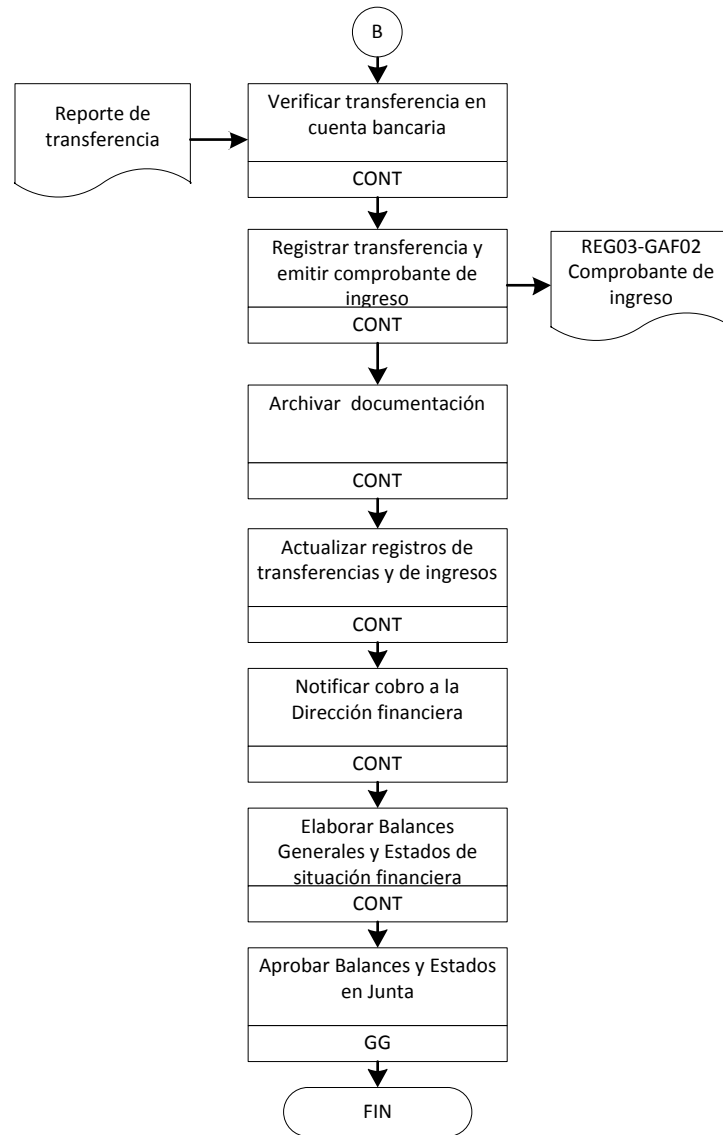 B
Reporte de
transferencia
Verificar transferencia en
cuenta bancaria
CONT
Registrar transferencia y
emitir comprobante de
ingreso
CONT
REG03-GAF02
Comprobante de
ingreso
Archivar documentación
CONT
Actualizar registros de
transferencias y de ingresos
CONT
Notificar cobro a la
Dirección financiera
CONT
Elaborar Balances
Generales y Estados de
situación financiera
CONT
Aprobar Balances y Estados
en Junta
GG
FIN